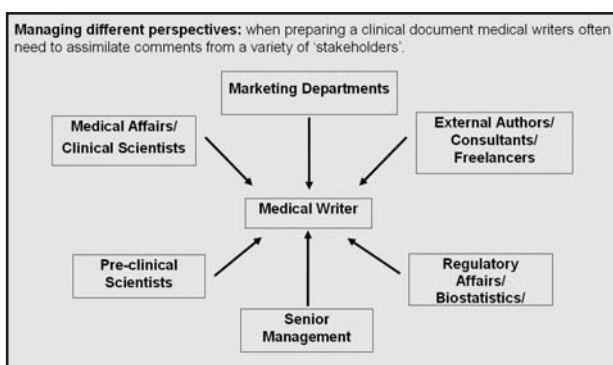 Managing different perspectives: when preparing a clinical document medical writers often
need to assimilate comments from a variety of ‘stakeholders’.
Marketing Departments
Medical Affairs/
Clinical Scientists
External Authors/
Consultants/
Freelancers
Medical Writer
Pre-clinical
Scientists
Regulatory
Affairs/
Biostatistics/
Senior
Management